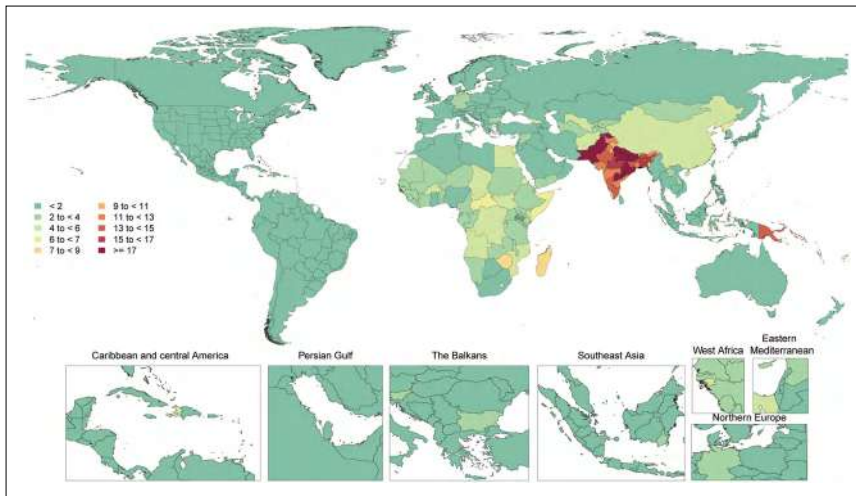 < 2
2 to < 4
4 to < 6
6 to < 7
7 to < 9
9 to < 11
11 to < 13
13 to < 15
15 to < 17
>= 17
Caribbean and central America
Persian Gulf
The Balkans
Southeast Asia
West Africa
Eastern
Mediterranean
Northern Europe